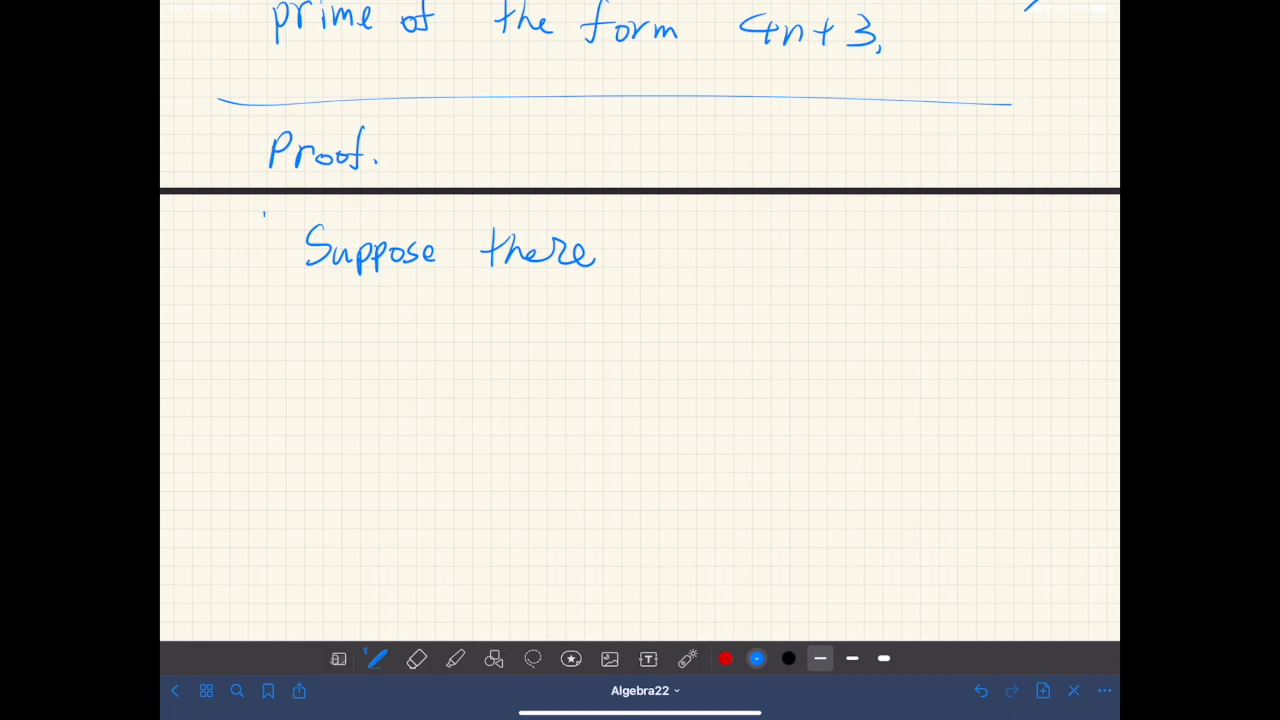 prime of the form 4n+3,
Proof.
Suppose there
Algebra22